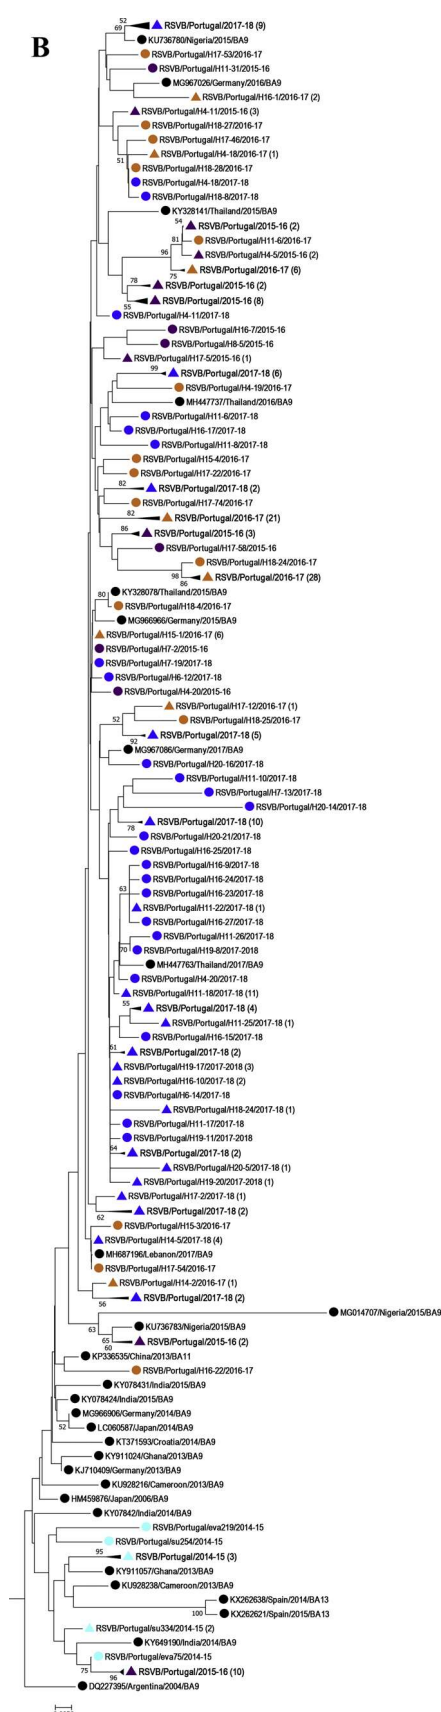 B
52
RSVB/Portugal/2017-18 (9)
69
KU736780/Nigeria/2015/BA9
RSVB/Portugal/H17-53/2016-17
RSVB/Portugal/H11-31/2015-16
MG967026/Germany/2016/BA9
RSVB/Portugal/H16-1/2016-17 (2)
RSVB/Portugal/H4-11/2015-16 (3)
RSVB/Portugal/H18-27/2016-17
RSVB/Portugal/H17-46/2016-17
RSVB/Portugal/H4-18/2016-17 (1)
51
RSVB/Portugal/H18-28/2016-17
RSVB/Portugal/H4-18/2017-18
RSVB/Portugal/H18-8/2017-18
KY328141/Thailand/2015/BA9
54
RSVB/Portugal/2015-16 (2)
81
RSVB/Portugal/H11-6/2016-17
96
RSVB/Portugal/H4-5/2015-16 (2)
75
RSVB/Portugal/2016-17 (6)
78
RSVB/Portugal/2015-16 (2)
55
RSVB/Portugal/2015-16 (8)
RSVB/Portugal/H4-11/2017-18
RSVB/Portugal/H16-7/2015-16
RSVB/Portugal/H8-5/2015-16
RSVB/Portugal/H17-5/2015-16 (1)
99
RSVB/Portugal/2017-18 (6)
RSVB/Portugal/H4-19/2016-17
MH447737/Thailand/2016/BA9
RSVB/Portugal/H11-6/2017-18
RSVB/Portugal/H16-17/2017-18
RSVB/Portugal/H11-8/2017-18
RSVB/Portugal/H15-4/2016-17
RSVB/Portugal/H17-22/2016-17
82
RSVB/Portugal/2017-18 (2)
RSVB/Portugal/H17-74/2016-17
82
RSVB/Portugal/2016-17 (21)
86
RSVB/Portugal/2015-16 (3)
RSVB/Portugal/H17-58/2015-16
RSVB/Portugal/H18-24/2016-17
98
RSVB/Portugal/2016-17 (28)
86
80
KY328078/Thailand/2015/BA9
RSVB/Portugal/H18-4/2016-17
MG966966/Germany/2015/BA9
RSVB/Portugal/H15-1/2016-17 (6)
RSVB/Portugal/H7-2/2015-16
RSVB/Portugal/H7-19/2017-18
RSVB/Portugal/H6-12/2017-18
RSVB/Portugal/H4-20/2015-16
RSVB/Portugal/H17-12/2016-17 (1)
52
RSVB/Portugal/H18-25/2016-17
RSVB/Portugal/2017-18 (5)
92
MG967086/Germany/2017/BA9
RSVB/Portugal/H20-16/2017-18
RSVB/Portugal/H11-10/2017-18
RSVB/Portugal/H7-13/2017-18
RSVB/Portugal/H20-14/2017-18
RSVB/Portugal/2017-18 (10)
78
RSVB/Portugal/H20-21/2017-18
RSVB/Portugal/H16-25/2017-18
RSVB/Portugal/H16-9/2017-18
RSVB/Portugal/H16-24/2017-18
63
RSVB/Portugal/H16-23/2017-18
RSVB/Portugal/H11-22/2017-18 (1)
RSVB/Portugal/H16-27/2017-18
RSVB/Portugal/H11-26/2017-18
70
RSVB/Portugal/H19-8/2017-2018
MH447763/Thailand/2017/BA9
RSVB/Portugal/H4-20/2017-18
RSVB/Portugal/H11-18/2017-18 (11)
55
RSVB/Portugal/2017-18 (4)
RSVB/Portugal/H11-25/2017-18 (1)
RSVB/Portugal/H16-15/2017-18
61
RSVB/Portugal/2017-18 (2)
RSVB/Portugal/H19-17/2017-2018 (3)
RSVB/Portugal/H16-10/2017-18 (2)
RSVB/Portugal/H6-14/2017-18
RSVB/Portugal/H18-24/2017-18 (1)
RSVB/Portugal/H11-17/2017-18
RSVB/Portugal/H19-11/2017-2018
64
RSVB/Portugal/2017-18 (2)
RSVB/Portugal/H20-5/2017-18 (1)
RSVB/Portugal/H19-20/2017-2018 (1)
RSVB/Portugal/H17-2/2017-18 (1)
RSVB/Portugal/2017-18 (2)
62
RSVB/Portugal/H15-3/2016-17
RSVB/Portugal/H14-5/2017-18 (4)
MH687196/Lebanon/2017/BA9
RSVB/Portugal/H17-54/2016-17
RSVB/Portugal/H14-2/2016-17 (1)
RSVB/Portugal/2017-18 (2)
56
MG014707/Nigeria/2015/BA9
63
KU736783/Nigeria/2015/BA9
65
RSVB/Portugal/2015-16 (2)
60
KP336535/China/2013/BA11
RSVB/Portugal/H16-22/2016-17
KY078431/India/2015/BA9
KY078424/India/2015/BA9
MG966906/Germany/2014/BA9
52
LC060587/Japan/2014/BA9
KT371593/Croatia/2014/BA9
KY911024/Ghana/2013/BA9
KJ710409/Germany/2013/BA9
KU928216/Cameroon/2013/BA9
HM459876/Japan/2006/BA9
KY07842/India/2014/BA9
RSVB/Portugal/eva219/2014-15
RSVB/Portugal/su254/2014-15
95
RSVB/Portugal/2014-15 (3)
KY911057/Ghana/2013/BA9
KU928238/Cameroon/2013/BA9
KX262638/Spain/2014/BA13
100
KX262621/Spain/2015/BA13
RSVB/Portugal/su334/2014-15 (2)
KY649190/India/2014/BA9
RSVB/Portugal/eva75/2014-15
75
RSVB/Portugal/2015-16 (10)
96
DQ227395/Argentina/2004/BA9